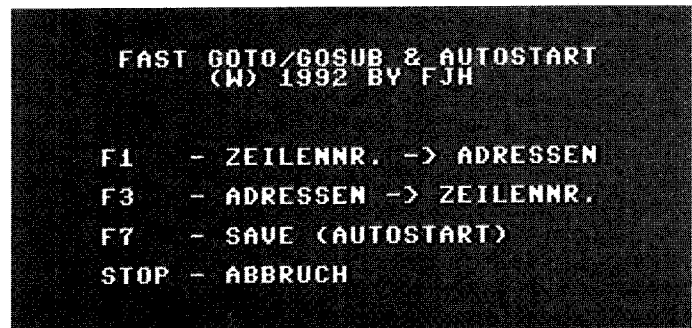 FAST GOTO/GOSUB & AUTOSTART
(W) 1992 BY FJH
F1 - ZEILENNR. -> ADRESSEN
F3 - ADRESSEN -> ZEILENNR.
F7 - SAVE (AUTOSTART)
STOP - ABBRUCH